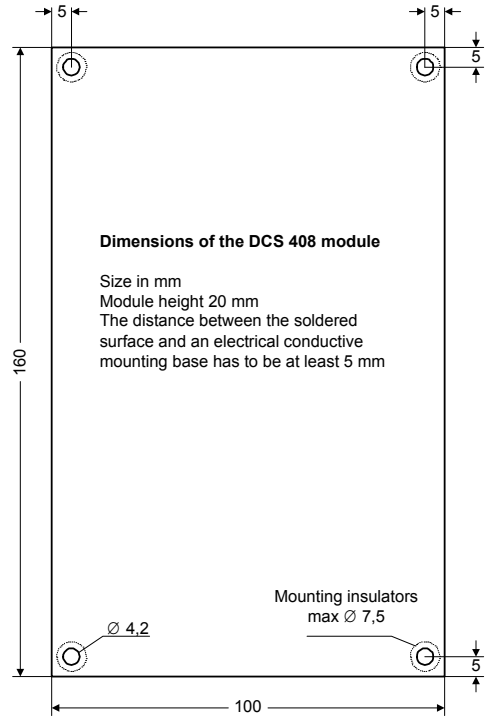 5
5
5
Dimensions of the DCS 408 module
Size in mm
Module height 20 mm
The distance between the soldered
surface and an electrical conductive
mounting base has to be at least 5 mm
160
Mounting insulators
max ∅ 7,5
∅ 4,2
5
100